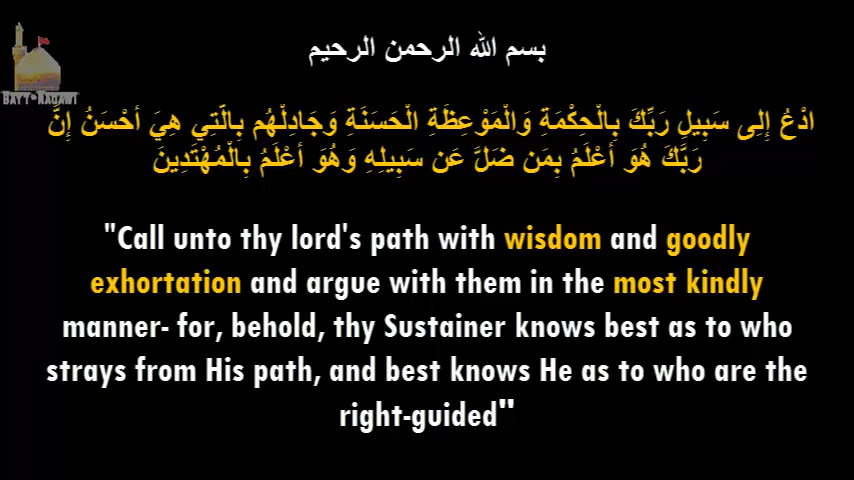 BAYT-NAQAWI
بسم الله الرحمن الرحيم
ادْعُ إِلِى سَبِيلِ رَبِّكَ بِالْحِكْمَةِ وَالْمَوْعِظَةِ الْحَسَنَةِ وَجَادِلْهُم بِالَّتِي هِيَ أَحْسَنُ إِنَّ
رَبَّكَ هُوَ أَعْلَمُ بِمَن ضَلَّ عَن سَبِيلِهِ وَهُوَ أَعْلَمُ بِالْمُهْتَدِينَ
"Call unto thy lord's path with wisdom and goodly
exhortation and argue with them in the most kindly
manner- for, behold, thy Sustainer knows best as to who
strays from His path, and best knows He as to who are the
right-guided"